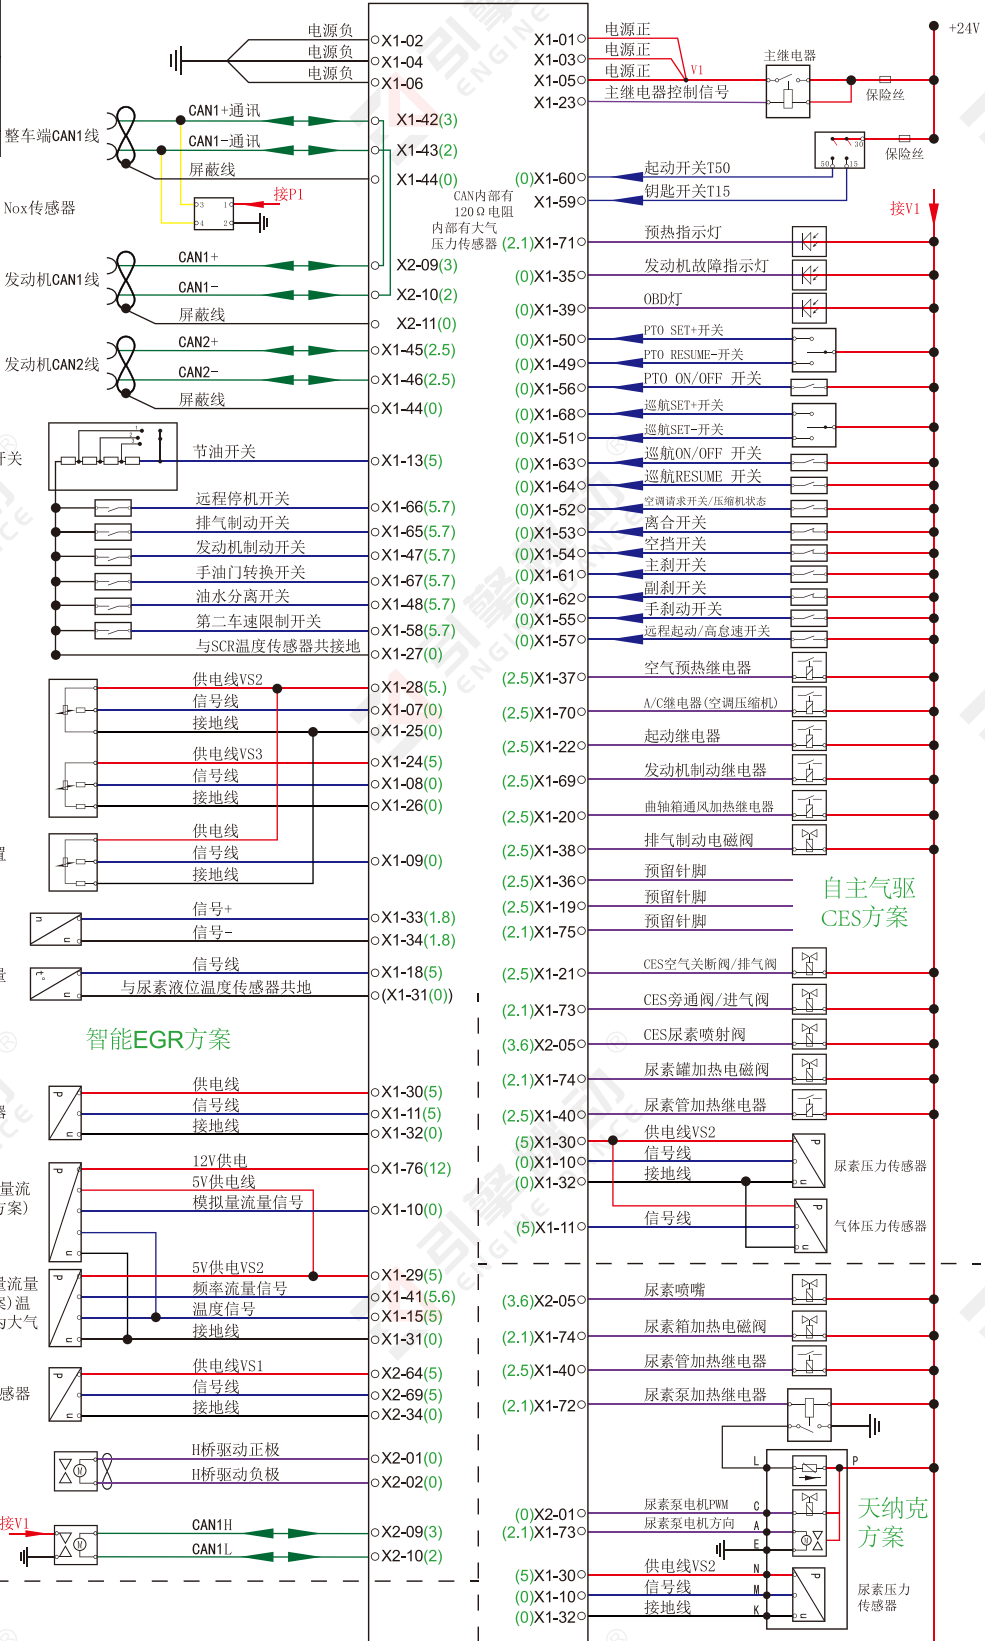 电源负 X1-02
电源负 X1-04
电源负 X1-06
整车端CAN1线
CAN1+通讯 X1-42(3)
CAN1-通讯 X1-43(2)
屏蔽线 X1-44(0)
Nox传感器
3 1
4 2
接P1
CAN内部有
120Ω电阻
内部有大气
压力传感器
发动机CAN1线
CAN1+ X2-09(3)
CAN1- X2-10(2)
屏蔽线 X2-11(0)
发动机CAN2线
CAN2+ X1-45(2.5)
CAN2- X1-46(2.5)
屏蔽线 X1-44(0)
开关
节油开关 X1-13(5)
远程停机开关 X1-66(5.7)
排气制动开关 X1-65(5.7)
发动机制动开关 X1-47(5.7)
手油门转换开关 X1-67(5.7)
油水分离开关 X1-48(5.7)
第二车速限制开关 X1-58(5.7)
与SCR温度传感器共接地 X1-27(0)
供电线VS2 X1-28(5.)
信号线 X1-07(0)
接地线 X1-25(0)
供电线VS3 X1-24(5)
信号线 X1-08(0)
接地线 X1-26(0)
置
供电线
信号线 X1-09(0)
接地线
n u
信号+ X1-33(1.8)
信号- X1-34(1.8)
量
t° u
信号线 X1-18(5)
与尿素液位温度传感器共地 (X1-31(0))
智能EGR方案
器
P u
供电线 X1-30(5)
信号线 X1-11(5)
接地线 X1-32(0)
量流
方案)
P u
12V供电 X1-76(12)
5V供电线
模拟量流量信号 X1-10(0)
量流量
案)温
内大气
P u
5V供电VS2 X1-29(5)
频率流量信号 X1-41(5.6)
温度信号 X1-15(5)
接地线 X1-31(0)
感器
P u
供电线VS1 X2-64(5)
信号线 X2-69(5)
接地线 X2-34(0)
M
H桥驱动正极 X2-01(0)
H桥驱动负极 X2-02(0)
接V1
M
CAN1H X2-09(3)
CAN1L X2-10(2)
+24V
X1-01 电源正
X1-03 电源正
X1-05 电源正
V1
X1-23 主继电器控制信号
主继电器
保险丝
30
50 15
保险丝
(0)X1-60 起动开关T50
X1-59 钥匙开关T15
接V1
(2.1)X1-71 预热指示灯
(0)X1-35 发动机故障指示灯
(0)X1-39 OBD灯
(0)X1-50 PTO SET+开关
(0)X1-49 PTO RESUME-开关
(0)X1-56 PTO ON/OFF 开关
(0)X1-68 巡航SET+开关
(0)X1-51 巡航SET-开关
(0)X1-63 巡航ON/OFF 开关
(0)X1-64 巡航RESUME 开关
(0)X1-52 空调请求开关/压缩机状态
(0)X1-53 离合开关
(0)X1-54 空挡开关
(0)X1-61 主刹开关
(0)X1-62 副刹开关
(0)X1-55 手刹动开关
(0)X1-57 远程起动/高怠速开关
(2.5)X1-37 空气预热继电器
(2.5)X1-70 A/C继电器(空调压缩机)
(2.5)X1-22 起动继电器
(2.5)X1-69 发动机制动继电器
(2.5)X1-20 曲轴箱通风加热继电器
(2.5)X1-38 排气制动电磁阀
(2.5)X1-36 预留针脚
(2.5)X1-19 预留针脚
(2.1)X1-75 预留针脚
自主气驱
CES方案
(2.5)X1-21 CES空气关断阀/排气阀
(2.1)X1-73 CES旁通阀/进气阀
(3.6)X2-05 CES尿素喷射阀
(2.1)X1-74 尿素罐加热电磁阀
(2.5)X1-40 尿素管加热继电器
(5)X1-30 供电线VS2
(0)X1-10 信号线
(0)X1-32 接地线
P u
尿素压力传感器
(5)X1-11 信号线
P u
气体压力传感器
(3.6)X2-05 尿素喷嘴
(2.1)X1-74 尿素箱加热电磁阀
(2.5)X1-40 尿素管加热继电器
(2.1)X1-72 尿素泵加热继电器
L P
(0)X2-01 尿素泵电机PWM C
(2.1)X1-73 尿素泵电机方向 A
E
M
天纳克
方案
(5)X1-30 供电线VS2 N
(0)X1-10 信号线 M
(0)X1-32 接地线 K
P u
尿素压力
传感器